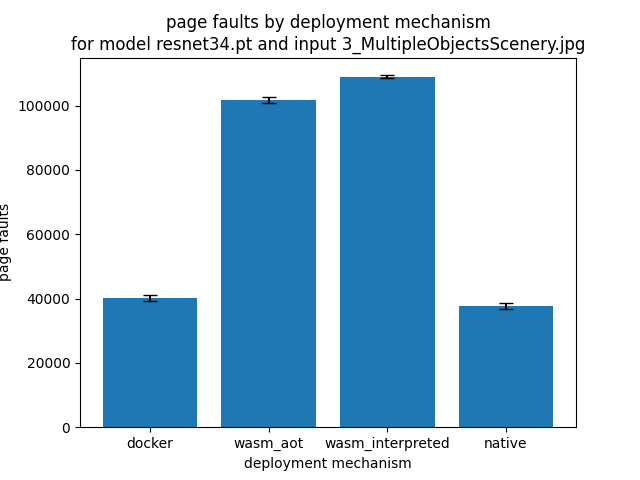 page faults by deployment mechanism
for model resnet34.pt and input 3_MultipleObjectsScenery.jpg
100000
80000
60000
40000
20000
0
page faults
docker
wasm_aot
wasm_interpreted
native
deployment mechanism